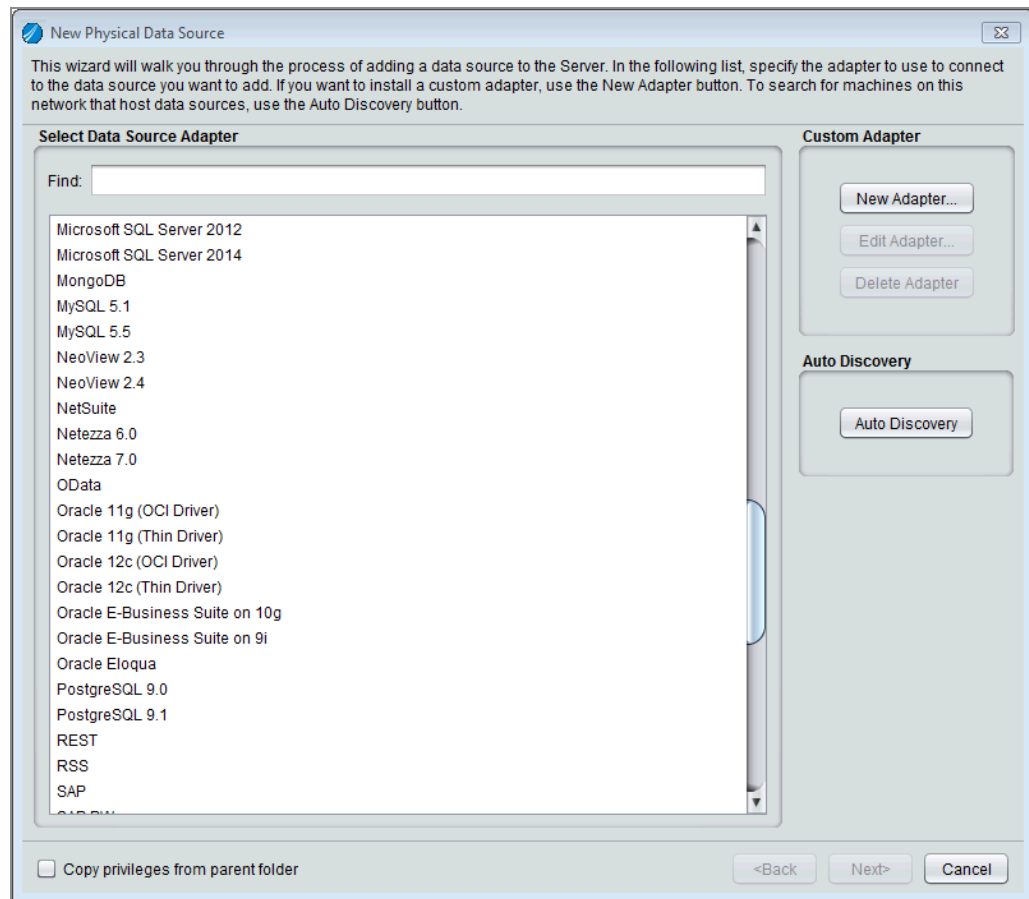 New Physical Data Source
This wizard will walk you through the process of adding a data source to the Server. In the following list, specify the adapter to use to connect
to the data source you want to add. If you want to install a custom adapter, use the New Adapter button. To search for machines on this
network that host data sources, use the Auto Discovery button.
Select Data Source Adapter
Find:
Microsoft SQL Server 2012
Microsoft SQL Server 2014
MongoDB
MySQL 5.1
MySQL 5.5
NeoView 2.3
NeoView 2.4
NetSuite
Netezza 6.0
Netezza 7.0
OData
Oracle 11g (OCI Driver)
Oracle 11g (Thin Driver)
Oracle 12c (OCI Driver)
Oracle 12c (Thin Driver)
Oracle E-Business Suite on 10g
Oracle E-Business Suite on 9i
Oracle Eloqua
PostgreSQL 9.0
PostgreSQL 9.1
REST
RSS
SAP
Custom Adapter
New Adapter...
Edit Adapter...
Delete Adapter
Auto Discovery
Auto Discovery
Copy privileges from parent folder
<Back
Next>
Cancel